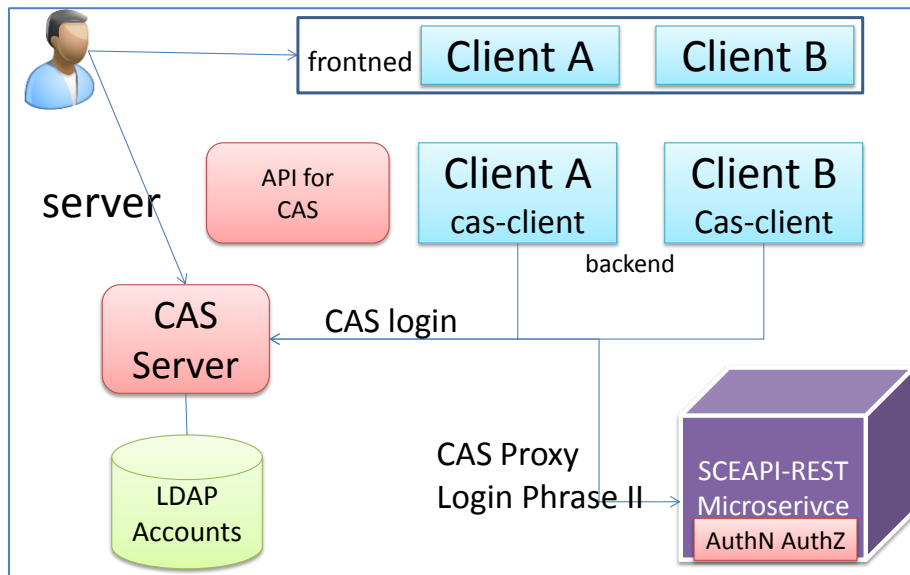 frontned
Client A
Client B
API for
CAS
Client A
cas-client
Client B
Cas-client
server
backend
CAS
Server
CAS login
CAS Proxy
Login Phrase II
SCEAPI-REST
Microserivce
AuthN AuthZ
LDAP
Accounts